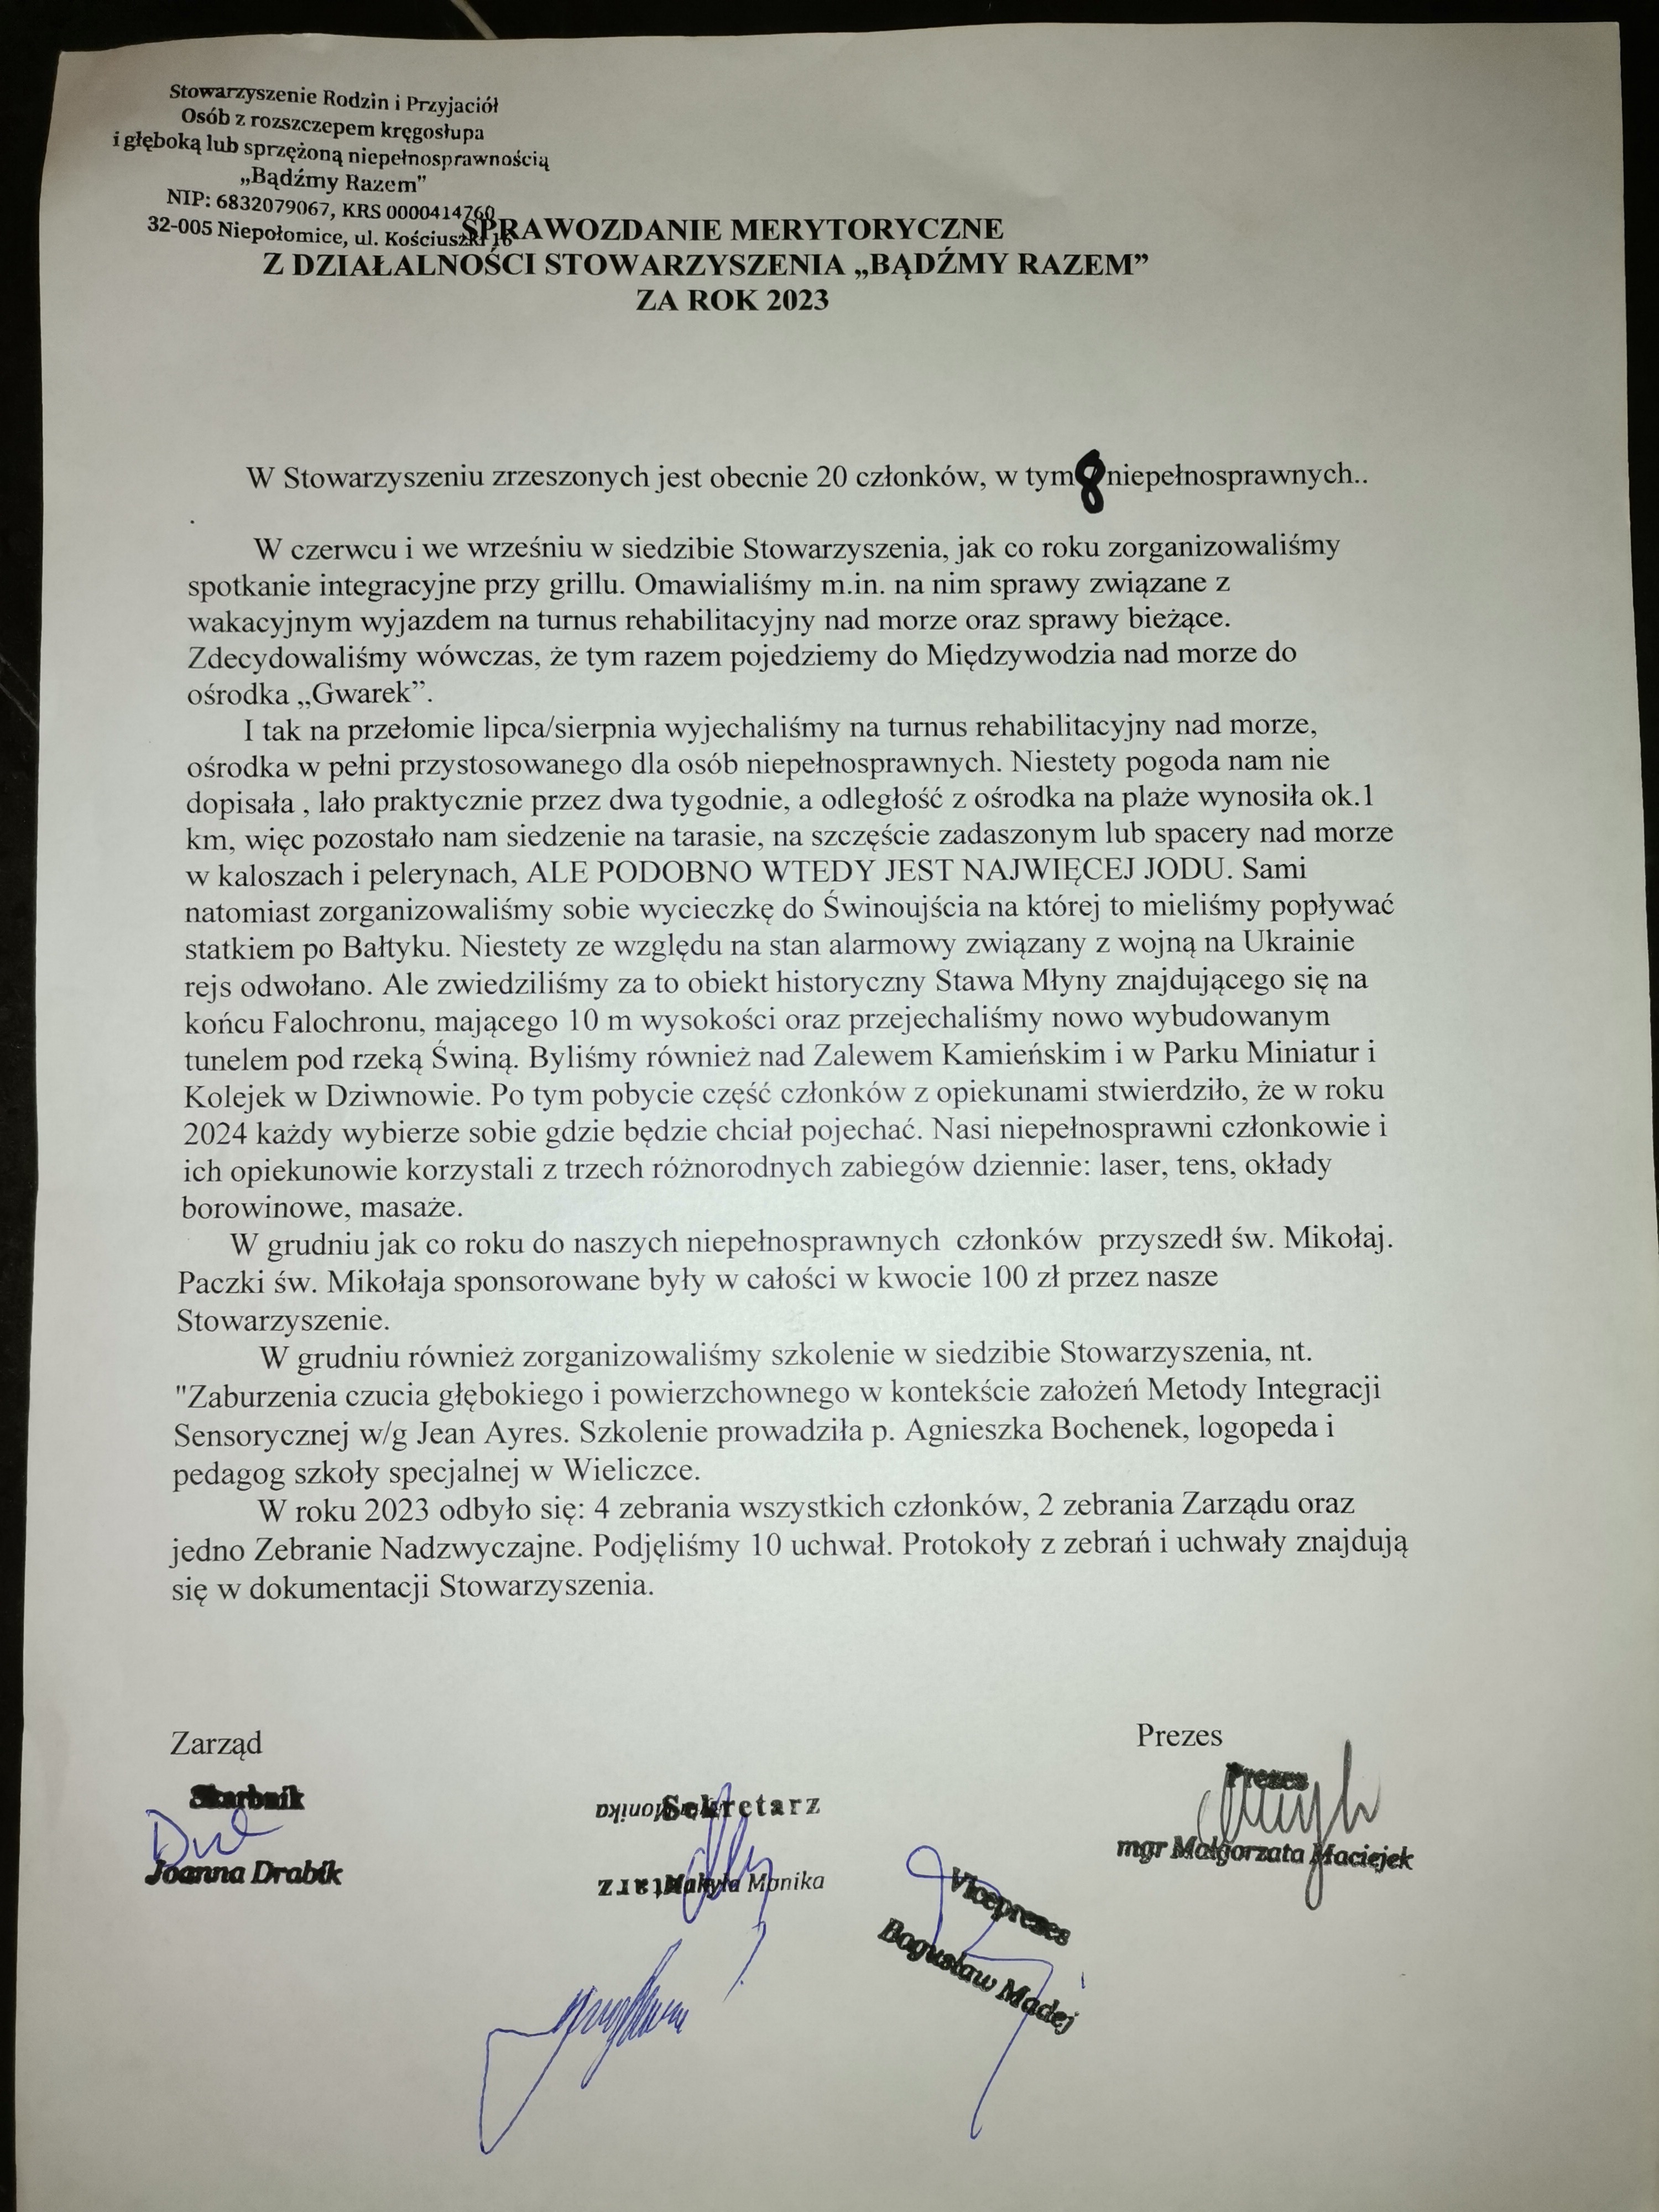 Stowarzyszenie Rodzin i Przyjaciół
Osób z rozszczepem kręgosłupa
i głęboką lub sprzężoną niepełnosprawnością
„Bądźmy Razem”
NIP: 6832079067, KRS 0000414760
32-005 Niepołomice, ul. Kościuszki 16
SPRAWOZDANIE MERYTORYCZNE
Z DZIAŁALNOŚCI STOWARZYSZENIA „BĄDŹMY RAZEM”
ZA ROK 2023
W Stowarzyszeniu zrzeszonych jest obecnie 20 członków, w tym 8 niepełnosprawnych..
W czerwcu i we wrześniu w siedzibie Stowarzyszenia, jak co roku zorganizowaliśmy
spotkanie integracyjne przy grillu. Omawialiśmy m.in. na nim sprawy związane z
wakacyjnym wyjazdem na turnus rehabilitacyjny nad morze oraz sprawy bieżące.
Zdecydowaliśmy wówczas, że tym razem pojedziemy do Międzywodzia nad morze do
ośrodka „Gwarek”.
I tak na przełomie lipca/sierpnia wyjechaliśmy na turnus rehabilitacyjny nad morze,
ośrodka w pełni przystosowanego dla osób niepełnosprawnych. Niestety pogoda nam nie
dopisała , lało praktycznie przez dwa tygodnie, a odległość z ośrodka na plaże wynosiła ok.1
km, więc pozostało nam siedzenie na tarasie, na szczęście zadaszonym lub spacery nad morze
w kaloszach i pelerynach, ALE PODOBNO WTEDY JEST NAJWIĘCEJ JODU. Sami
natomiast zorganizowaliśmy sobie wycieczkę do Świnoujścia na której to mieliśmy popływać
statkiem po Bałtyku. Niestety ze względu na stan alarmowy związany z wojną na Ukrainie
rejs odwołano. Ale zwiedziliśmy za to obiekt historyczny Stawa Młyny znajdującego się na
końcu Falochronu, mającego 10 m wysokości oraz przejechaliśmy nowo wybudowanym
tunelem pod rzeką Świną. Byliśmy również nad Zalewem Kamieńskim i w Parku Miniatur i
Kolejek w Dziwnowie. Po tym pobycie część członków z opiekunami stwierdziło, że w roku
2024 każdy wybierze sobie gdzie będzie chciał pojechać. Nasi niepełnosprawni członkowie i
ich opiekunowie korzystali z trzech różnorodnych zabiegów dziennie: laser, tens, okłady
borowinowe, masaże.
W grudniu jak co roku do naszych niepełnosprawnych członków przyszedł św. Mikołaj.
Paczki św. Mikołaja sponsorowane były w całości w kwocie 100 zł przez nasze
Stowarzyszenie.
W grudniu również zorganizowaliśmy szkolenie w siedzibie Stowarzyszenia, nt.
"Zaburzenia czucia głębokiego i powierzchownego w kontekście założeń Metody Integracji
Sensorycznej w/g Jean Ayres. Szkolenie prowadziła p. Agnieszka Bochenek, logopeda i
pedagog szkoły specjalnej w Wieliczce.
W roku 2023 odbyło się: 4 zebrania wszystkich członków, 2 zebrania Zarządu oraz
jedno Zebranie Nadzwyczajne. Podjęliśmy 10 uchwał. Protokoły z zebrań i uchwały znajdują
się w dokumentacji Stowarzyszenia.
Zarząd
Prezes
Skarbnik
Joanna Drabik
Sekretarz
Monika
Wiceprezes
Bogusław Madej
Prezes
mgr Małgorzata Maciejek